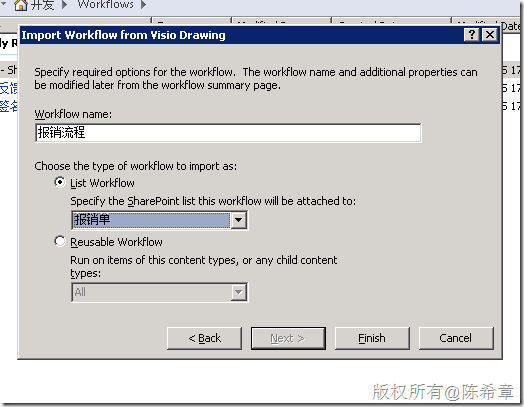 开发 Workflows
Import Workflow from Visio Drawing
Specify required options for the workflow. The workflow name and additional properties can
be modified later from the workflow summary page.
Workflow name:
报销流程
Choose the type of workflow to import as:
List Workflow
Specify the SharePoint list this workflow will be attached to:
报销单
Reusable Workflow
Run on items of this content types, or any child content
types:
All
< Back
Next >
Finish
Cancel
版权所有@陈希章